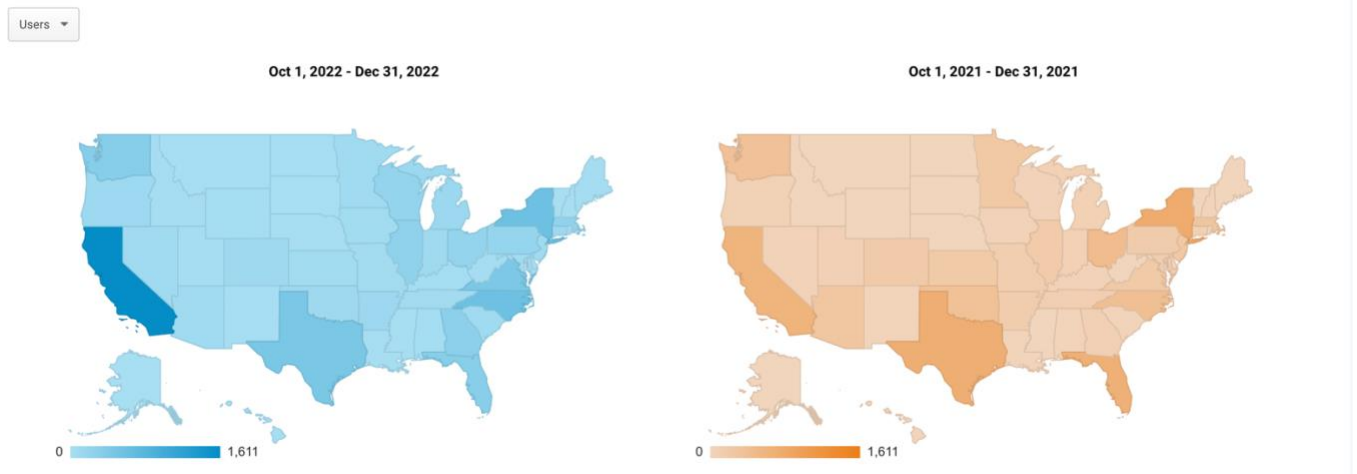 Users
Oct 1, 2022 - Dec 31, 2022
Oct 1, 2021 - Dec 31, 2021
0 1,611
0 1,611